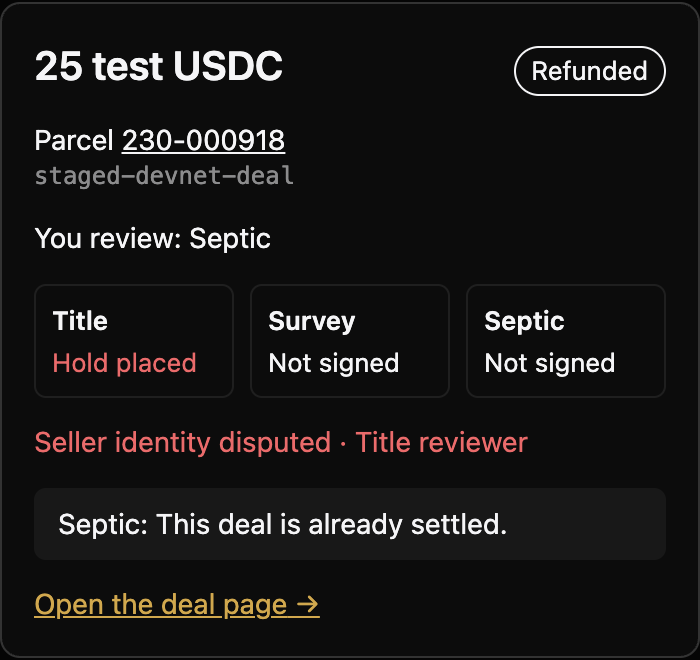 25 test USDC
Refunded
Parcel 230-000918
staged-devnet-deal
You review: Septic
Title
Hold placed
Survey
Not signed
Septic
Not signed
Seller identity disputed · Title reviewer
Septic: This deal is already settled.
Open the deal page →